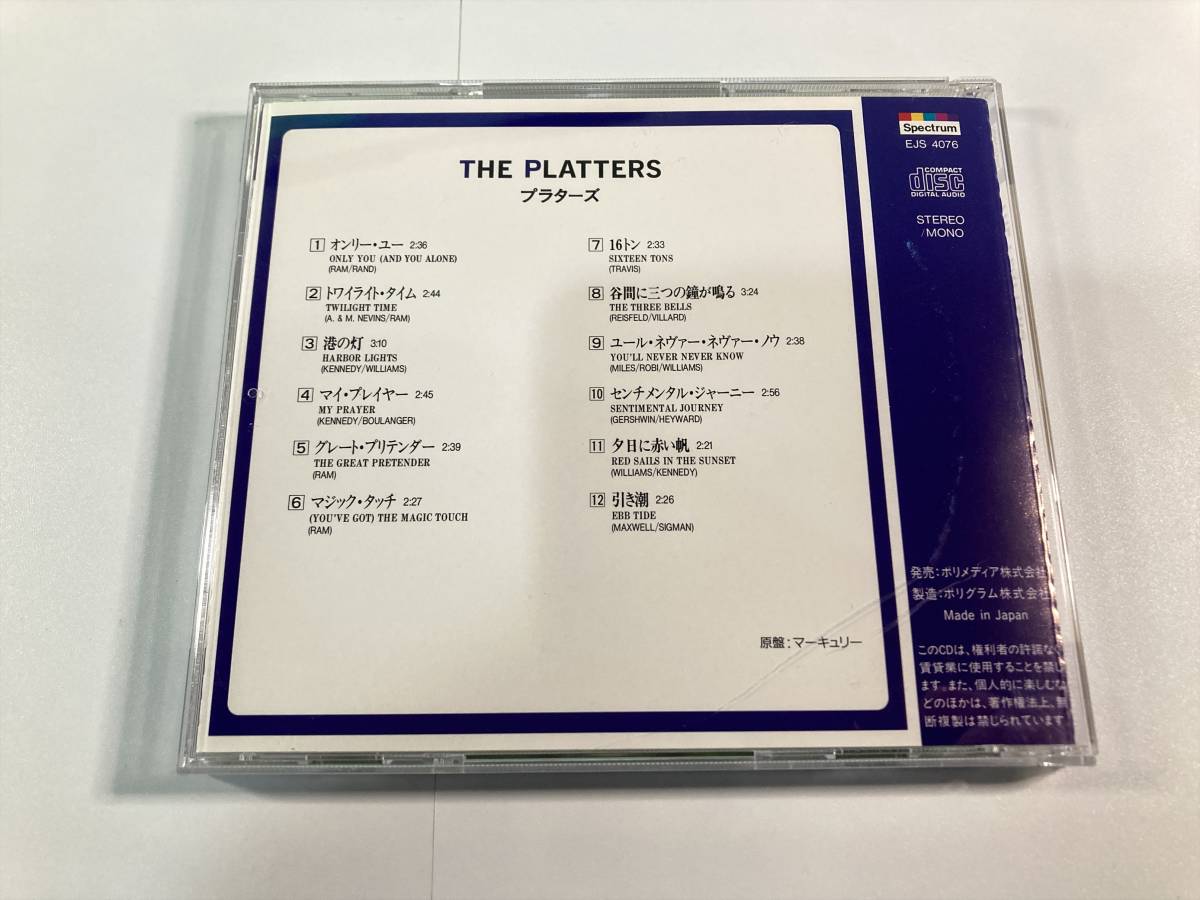 THE PLATTERS
プラターズ
1 オンリー・ユー 2:36
ONLY YOU (AND YOU ALONE)
(RAM/RAND)
2 トワイライト・タイム 2:44
TWILIGHT TIME
(A. & M. NEVINS/RAM)
3 港の灯 3:10
HARBOR LIGHTS
(KENNEDY/WILLIAMS)
4 マイ・プレイヤー 2:45
MY PRAYER
(KENNEDY/BOULANGER)
5 グレート・プリテンダー 2:39
THE GREAT PRETENDER
(RAM)
6 マジック・タッチ 2:27
(YOU'VE GOT) THE MAGIC TOUCH
(RAM)
7 16トン 2:33
SIXTEEN TONS
(TRAVIS)
8 谷間に三つの鐘が鳴る 3:24
THE THREE BELLS
(REISFELD/VILLARD)
9 ユール・ネヴァー・ネヴァー・ノウ 2:38
YOU'LL NEVER NEVER KNOW
(MILES/ROBI/WILLIAMS)
10 センチメンタル・ジャーニー 2:56
SENTIMENTAL JOURNEY
(GERSHWIN/HEYWARD)
11 夕日に赤い帆 2:21
RED SAILS IN THE SUNSET
(WILLIAMS/KENNEDY)
12 引き潮 2:26
EBB TIDE
(MAXWELL/SIGMAN)
原盤:マーキュリー
Spectrum
EJS 4076
COMPACT
disc
DIGITAL AUDIO
STEREO
/MONO
発売:ポリメディア株式会社
製造:ポリグラム株式会社
Made in Japan
このCDは、権利者の許諾なく
賃貸業に使用することを禁じ
ます。また、個人的に楽しむな
どのほかは、著作権法上、無
断複製は禁じられています